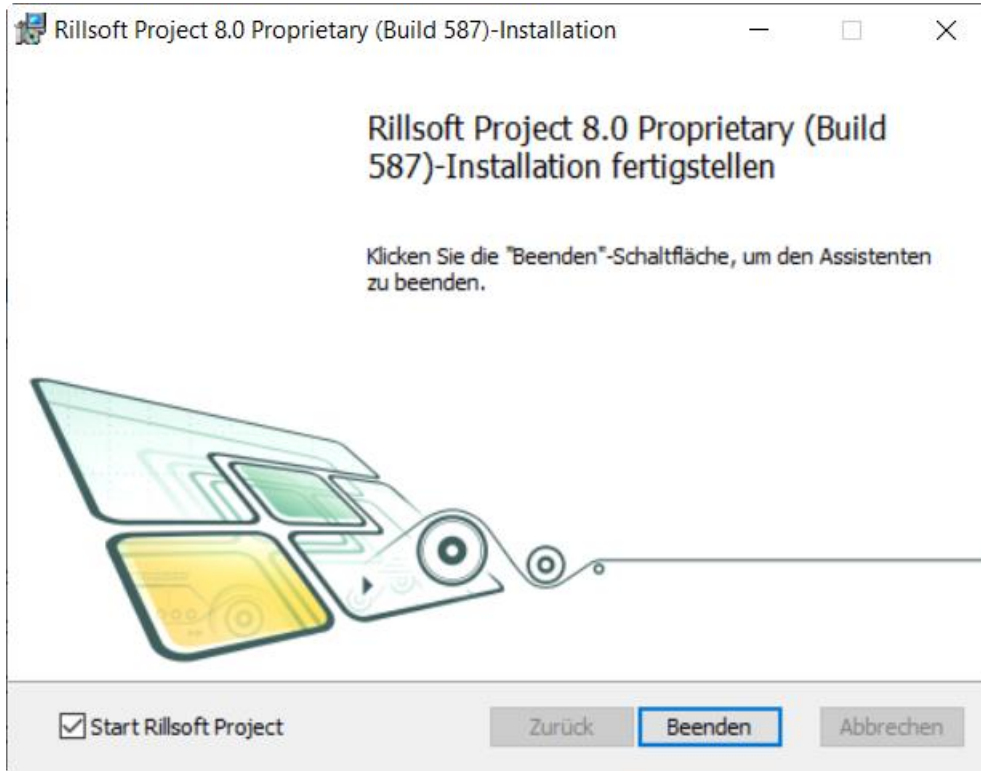 Rillsoft Project 8.0 Proprietary (Build 587)-Installation
Rillsoft Project 8.0 Proprietary (Build
587)-Installation fertigstellen
Klicken Sie die "Beenden"-Schaltfläche, um den Assistenten
zu beenden.
Start Rillsoft Project
Zurück
Beenden
Abbrechen